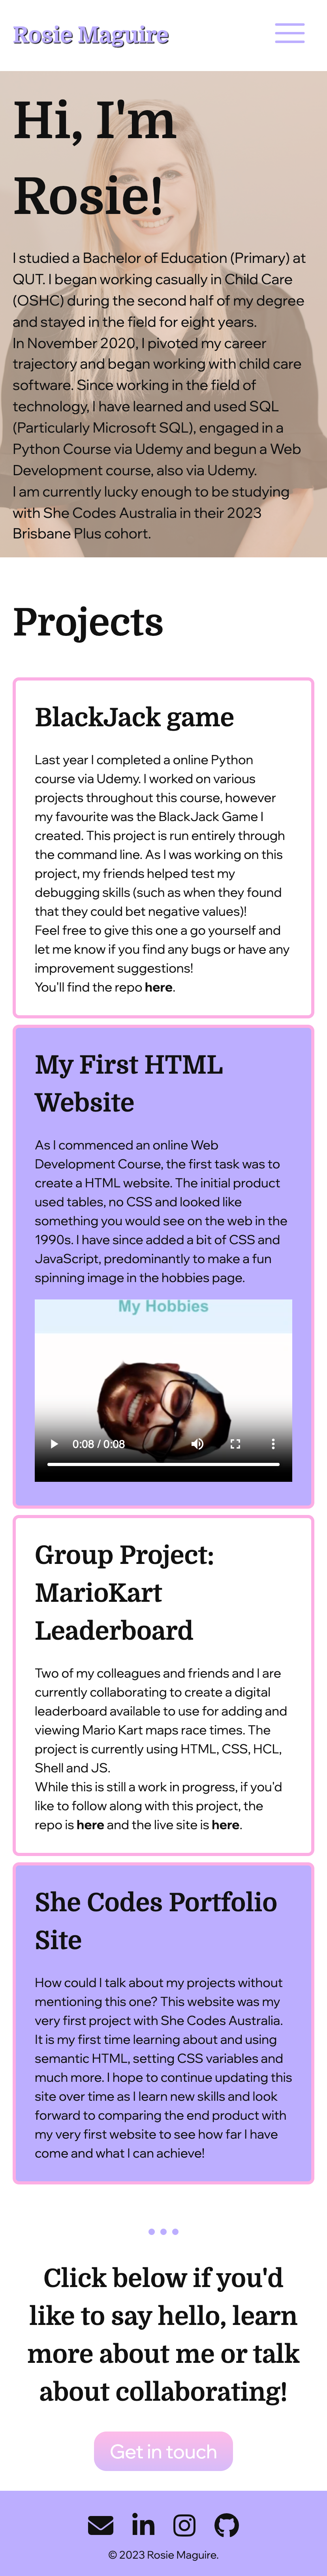 Rosie Maguire
Hi, I'm
Rosie!
I studied a Bachelor of Education (Primary) at
QUT. I began working casually in Child Care
(OSHC) during the second half of my degree
and stayed in the field for eight years.
In November 2020, I pivoted my career
trajectory and began working with child care
software. Since working in the field of
technology, I have learned and used SQL
(Particularly Microsoft SQL), engaged in a
Python Course via Udemy and begun a Web
Development course, also via Udemy.
I am currently lucky enough to be studying
with She Codes Australia in their 2023
Brisbane Plus cohort.
Projects
BlackJack game
Last year I completed a online Python
course via Udemy. I worked on various
projects throughout this course, however
my favourite was the BlackJack Game I
created. This project is run entirely through
the command line. As I was working on this
project, my friends helped test my
debugging skills (such as when they found
that they could bet negative values)!
Feel free to give this one a go yourself and
let me know if you find any bugs or have any
improvement suggestions!
You'll find the repo here.
My First HTML
Website
As I commenced an online Web
Development Course, the first task was to
create a HTML website. The initial product
used tables, no CSS and looked like
something you would see on the web in the
1990s. I have since added a bit of CSS and
JavaScript, predominantly to make a fun
spinning image in the hobbies page.
My Hobbies
0:08 / 0:08
Group Project:
MarioKart
Leaderboard
Two of my colleagues and friends and I are
currently collaborating to create a digital
leaderboard available to use for adding and
viewing Mario Kart maps race times. The
project is currently using HTML, CSS, HCL,
Shell and JS.
While this is still a work in progress, if you'd
like to follow along with this project, the
repo is here and the live site is here.
She Codes Portfolio
Site
How could I talk about my projects without
mentioning this one? This website was my
very first project with She Codes Australia.
It is my first time learning about and using
semantic HTML, setting CSS variables and
much more. I hope to continue updating this
site over time as I learn new skills and look
forward to comparing the end product with
my very first website to see how far I have
come and what I can achieve!
Click below if you'd
like to say hello, learn
more about me or talk
about collaborating!
Get in touch
© 2023 Rosie Maguire.